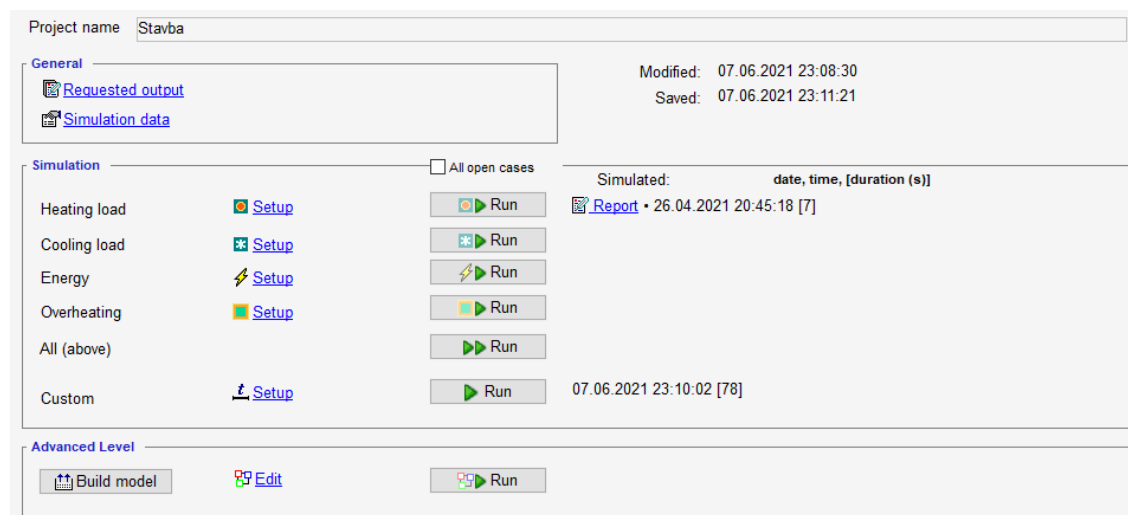 Project name Stavba
General
Requested output
Simulation data
Modified: 07.06.2021 23:08:30
Saved: 07.06.2021 23:11:21
Simulation
All open cases
Simulated: date, time, [duration (s)]
Heating load Setup Run Report • 26.04.2021 20:45:18 [7]
Cooling load Setup Run
Energy Setup Run
Overheating Setup Run
All (above) Run
Custom t Setup Run 07.06.2021 23:10:02 [78]
Advanced Level
Build model Edit Run